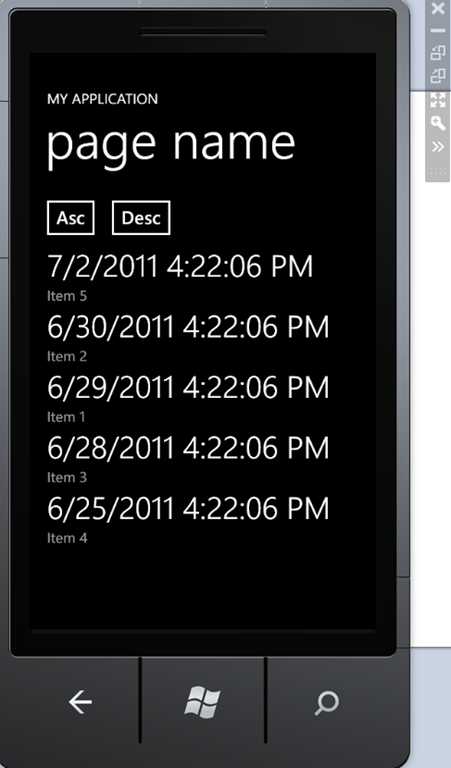 MY APPLICATION
page name
Asc Desc
7/2/2011 4:22:06 PM
Item 5
6/30/2011 4:22:06 PM
Item 2
6/29/2011 4:22:06 PM
Item 1
6/28/2011 4:22:06 PM
Item 3
6/25/2011 4:22:06 PM
Item 4